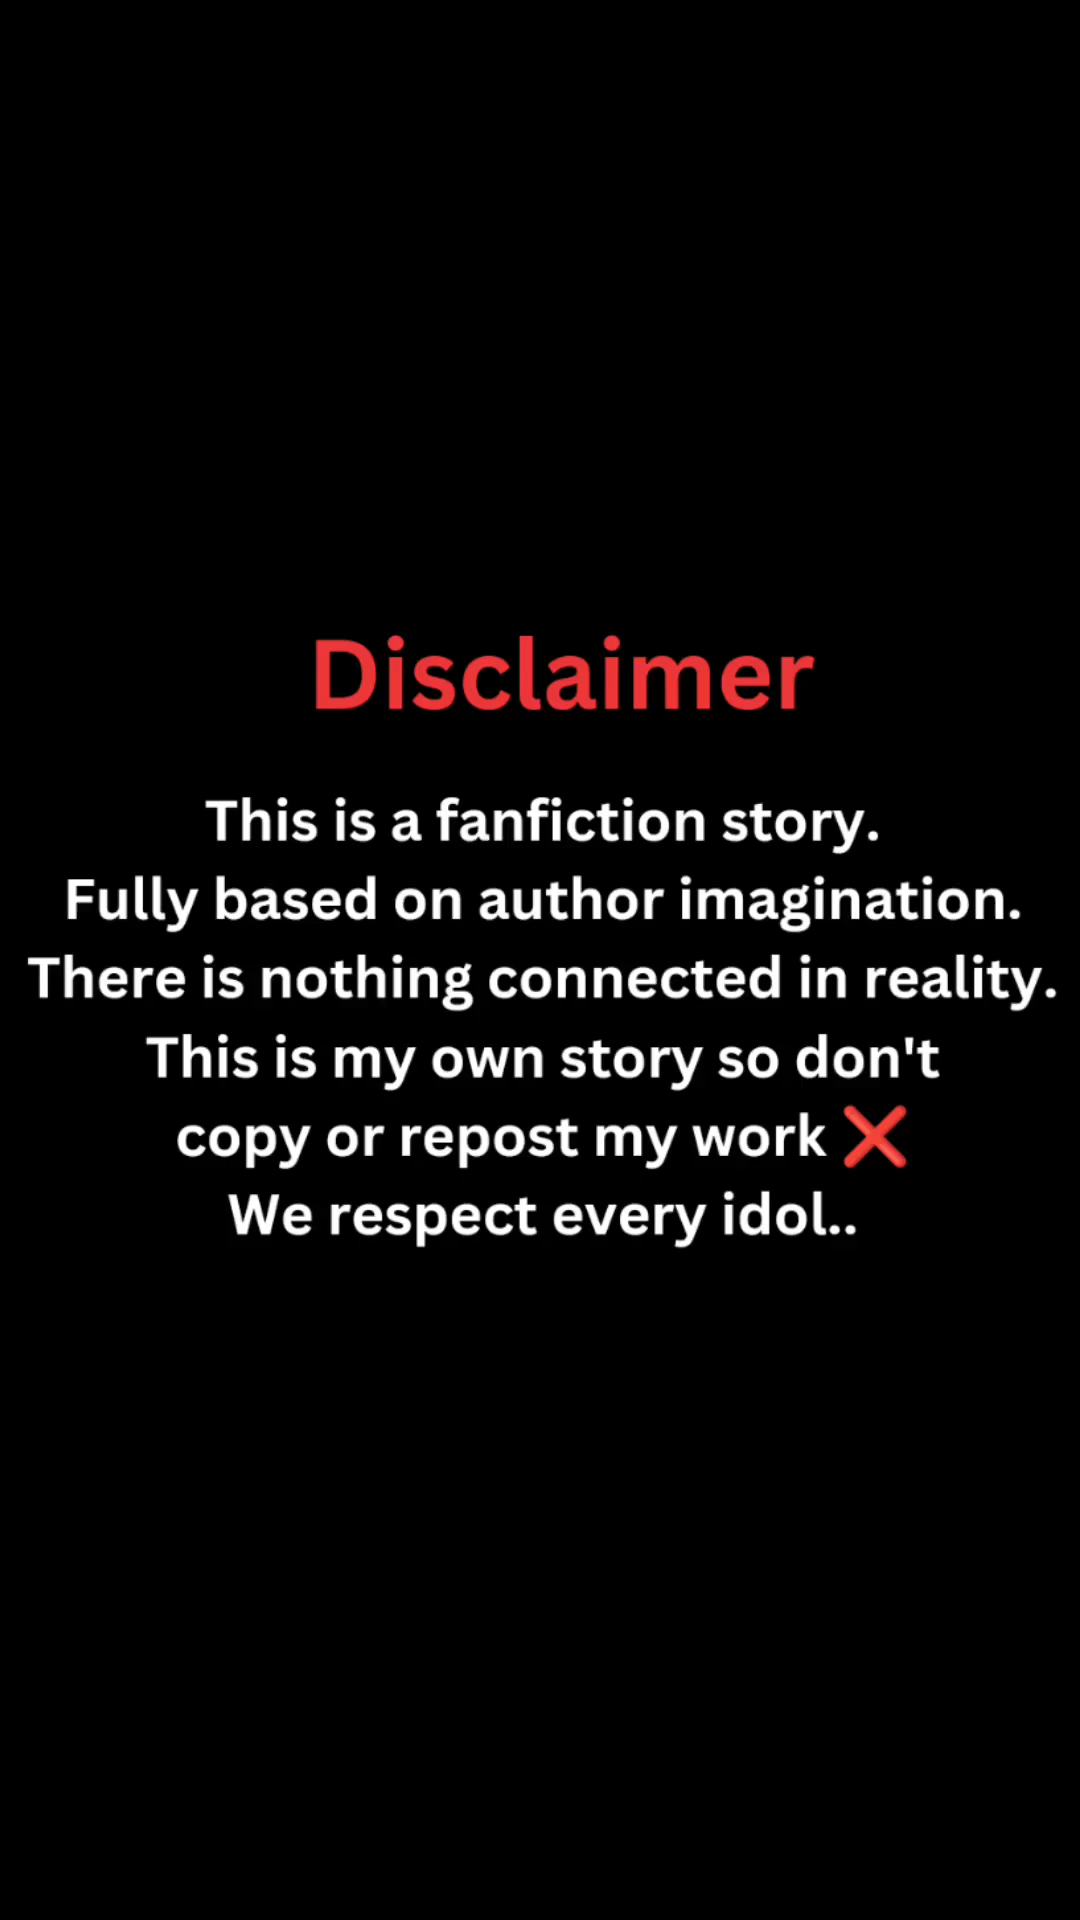 Disclaimer
This is a fanfiction story.
Fully based on author imagination.
There is nothing connected in reality.
This is my own story so don't
copy or repost my work ❌
We respect every idol..